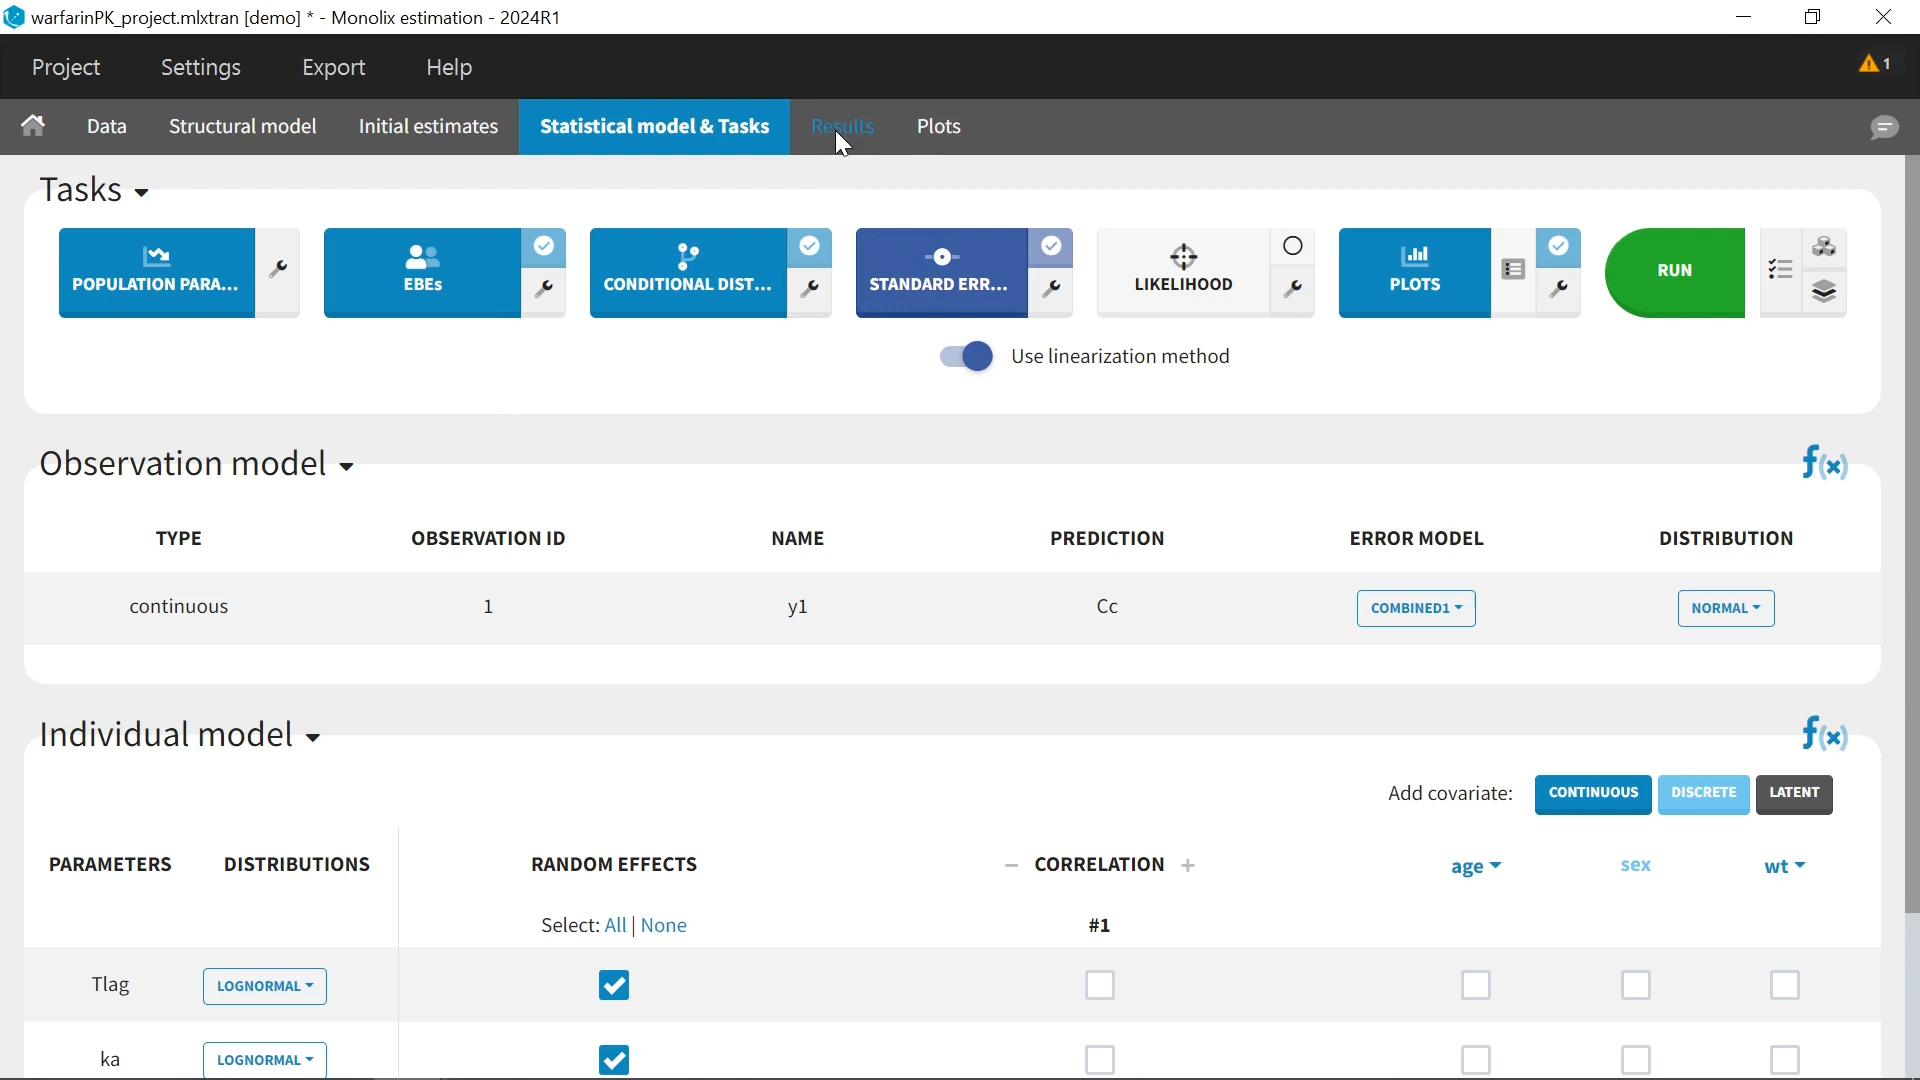 warfarinPK_project.mlxtran [demo] * - Monolix estimation - 2024R1
Project Settings Export Help 1
Data Structural model Initial estimates Statistical model & Tasks Results Plots
Tasks
POPULATION PARA... EBEs CONDITIONAL DIST... STANDARD ERR... LIKELIHOOD PLOTS RUN
Use linearization method
Observation model
f(x)
TYPE OBSERVATION ID NAME PREDICTION ERROR MODEL DISTRIBUTION
continuous 1 y1 Cc COMBINED1 NORMAL
Individual model
f(x)
Add covariate: CONTINUOUS DISCRETE LATENT
PARAMETERS DISTRIBUTIONS RANDOM EFFECTS − CORRELATION + age sex wt
Select: All | None #1
Tlag LOGNORMAL
ka LOGNORMAL